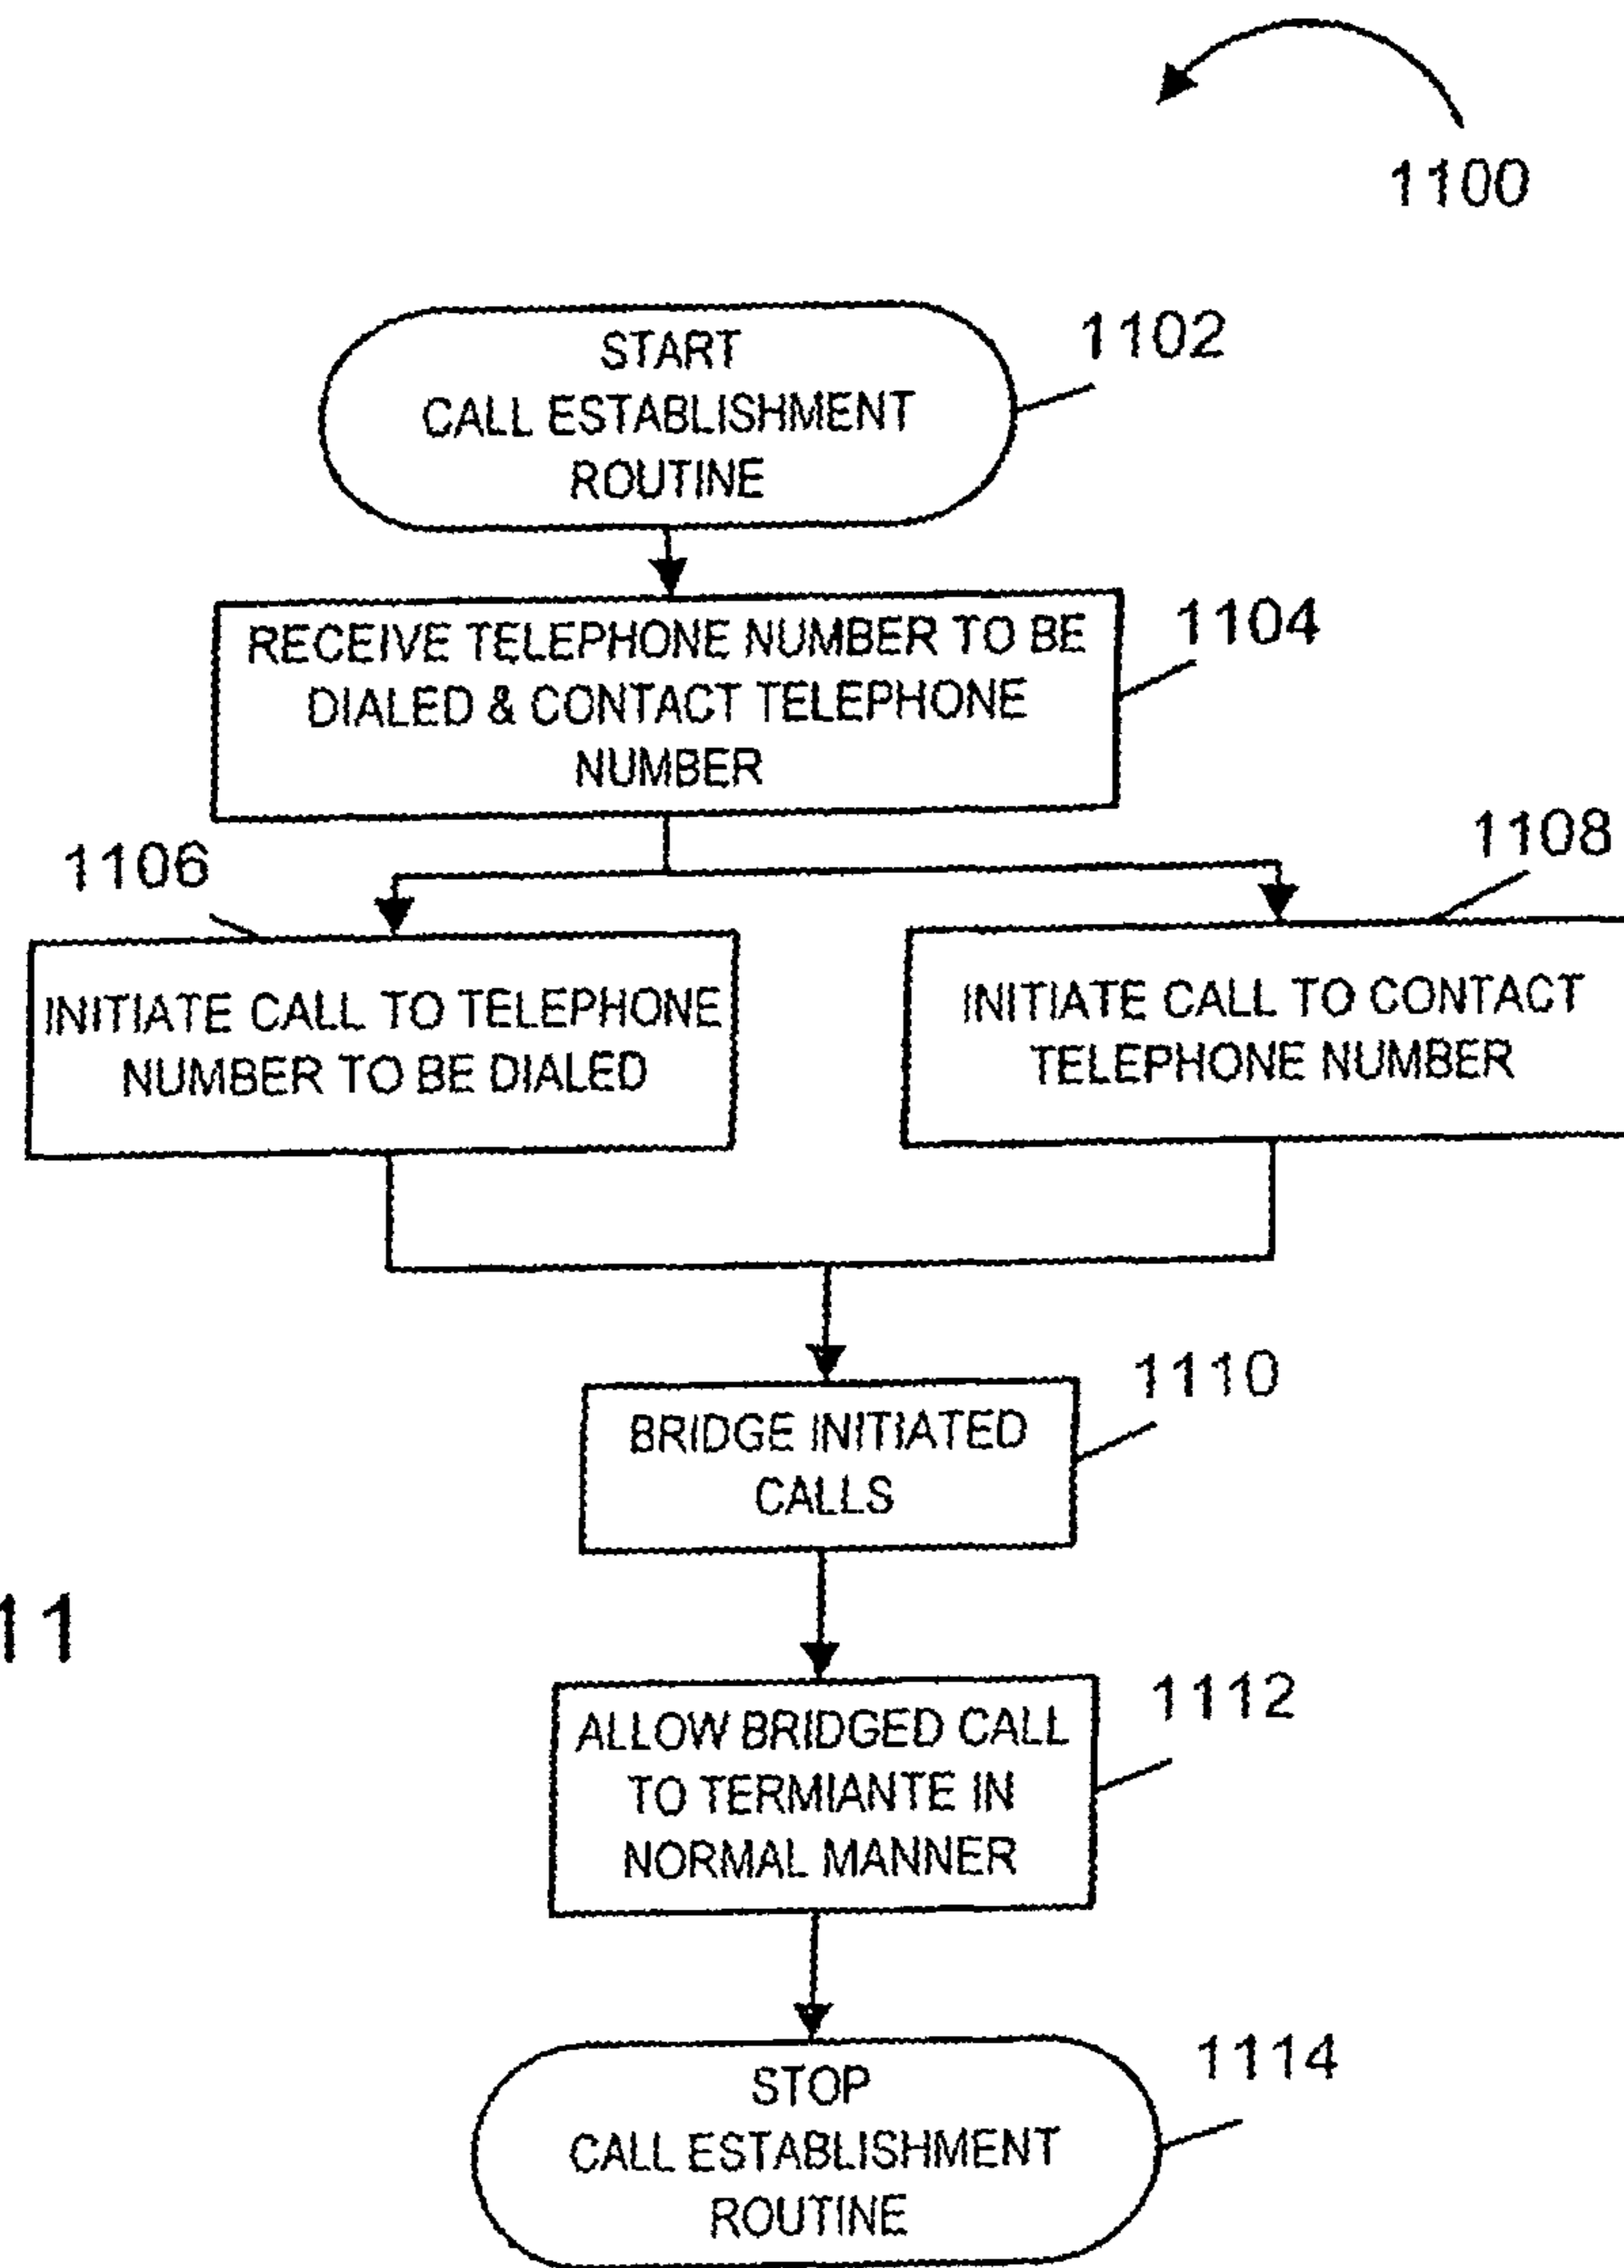 1100
START
CALL ESTABLISHMENT
ROUTINE
1102
RECEIVE TELEPHONE NUMBER TO BE
DIALED & CONTACT TELEPHONE
NUMBER
1104
1106
1108
INITIATE CALL TO TELEPHONE
NUMBER TO BE DIALED
INITIATE CALL TO CONTACT
TELEPHONE NUMBER
1110
BRIDGE INITIATED
CALLS
11
1112
ALLOW BRIDGED CALL
TO TERMIANTE IN
NORMAL MANNER
1114
STOP
CALL ESTABLISHMENT
ROUTINE